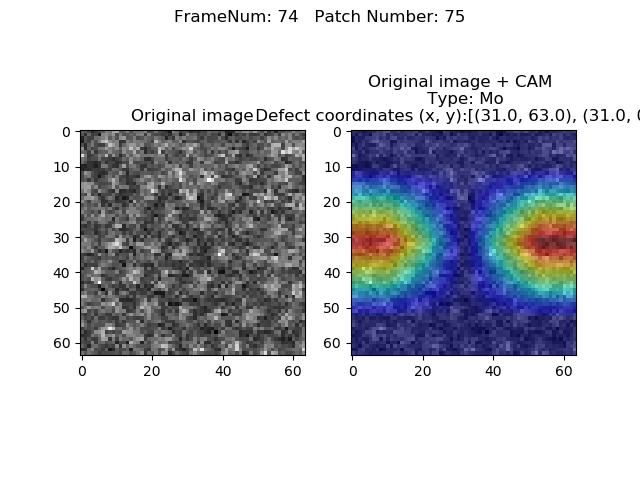 FrameNum: 74   Patch Number: 75
Original image + CAM
Type: Mo
Original image
Defect coordinates (x, y):[(31.0, 63.0), (31.0, 0
0
10
20
30
40
50
60
0 20 40 60
0
10
20
30
40
50
60
0 20 40 60